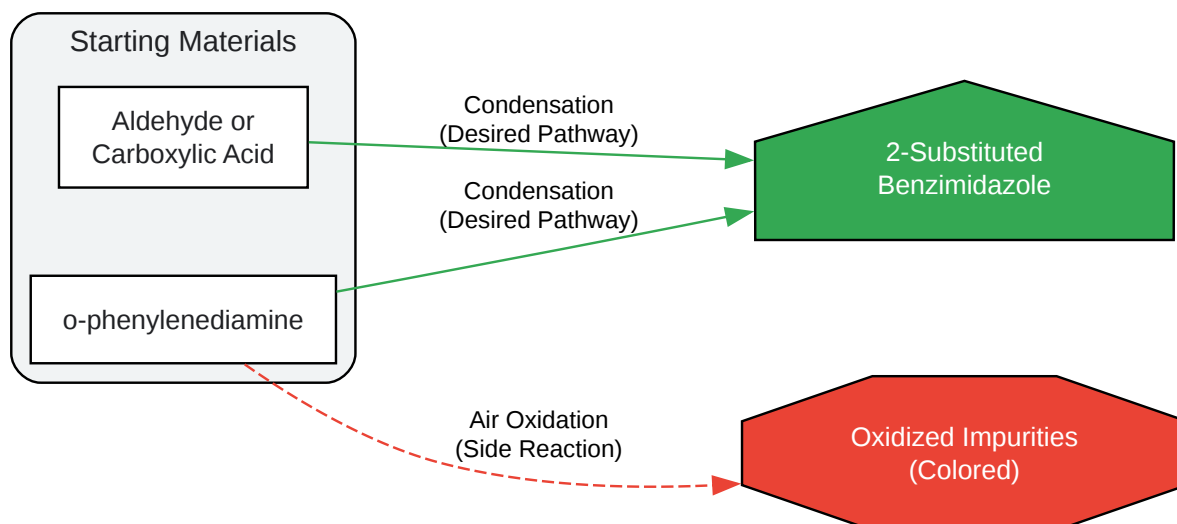 Starting Materials
Aldehyde or
Carboxylic Acid
Condensation
(Desired Pathway)
2-Substituted
Benzimidazole
Condensation
(Desired Pathway)
o-phenylenediamine
Air Oxidation
(Side Reaction)
Oxidized Impurities
(Colored)